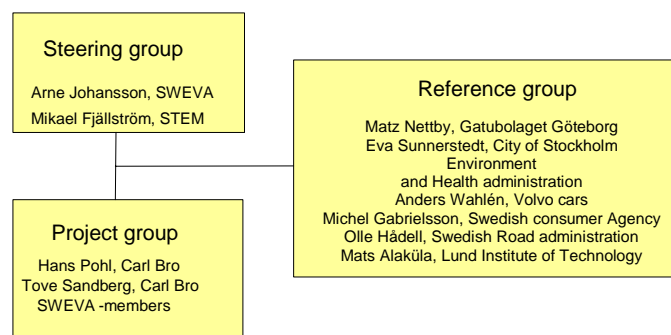 Steering group
Arne Johansson, SWEVA
Mikael Fjällström, STEM
Reference group
Matz Nettby, Gatubolaget Göteborg
Eva Sunnerstedt, City of Stockholm
Environment
and Health administration
Anders Wahlén, Volvo cars
Michel Gabrielsson, Swedish consumer Agency
Olle Hådell, Swedish Road administration
Mats Alaküla, Lund Institute of Technology
Project group
Hans Pohl, Carl Bro
Tove Sandberg, Carl Bro
SWEVA -members